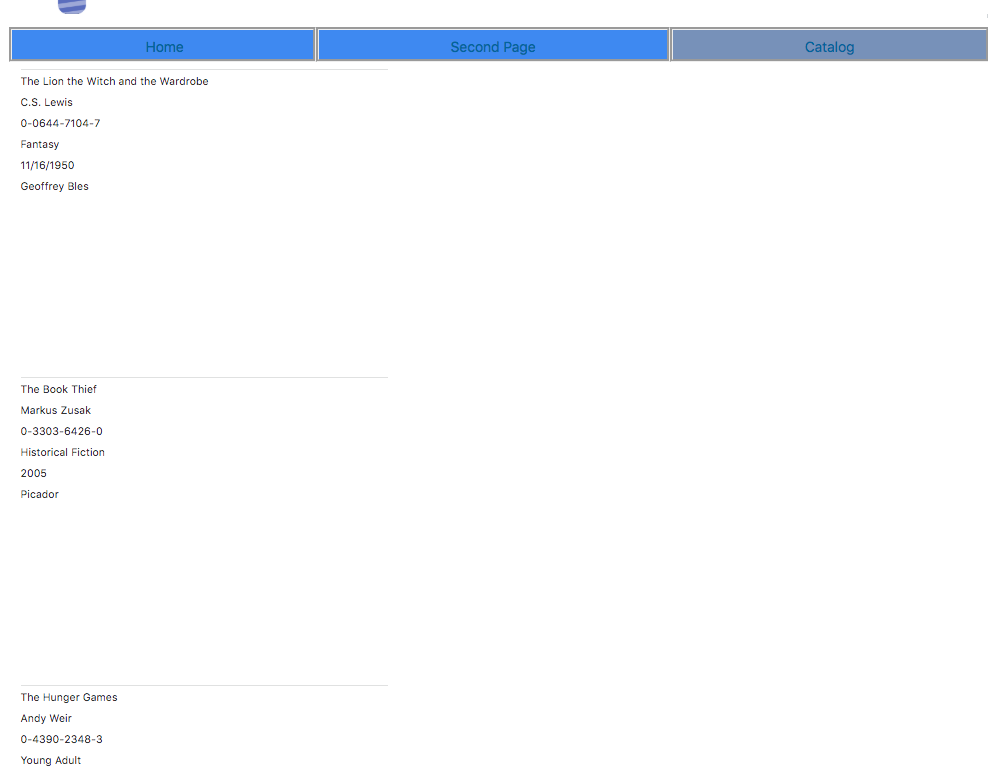 Home Second Page Catalog
The Lion the Witch and the Wardrobe
C.S. Lewis
0-0644-7104-7
Fantasy
11/16/1950
Geoffrey Bles
The Book Thief
Markus Zusak
0-3303-6426-0
Historical Fiction
2005
Picador
The Hunger Games
Andy Weir
0-4390-2348-3
Young Adult